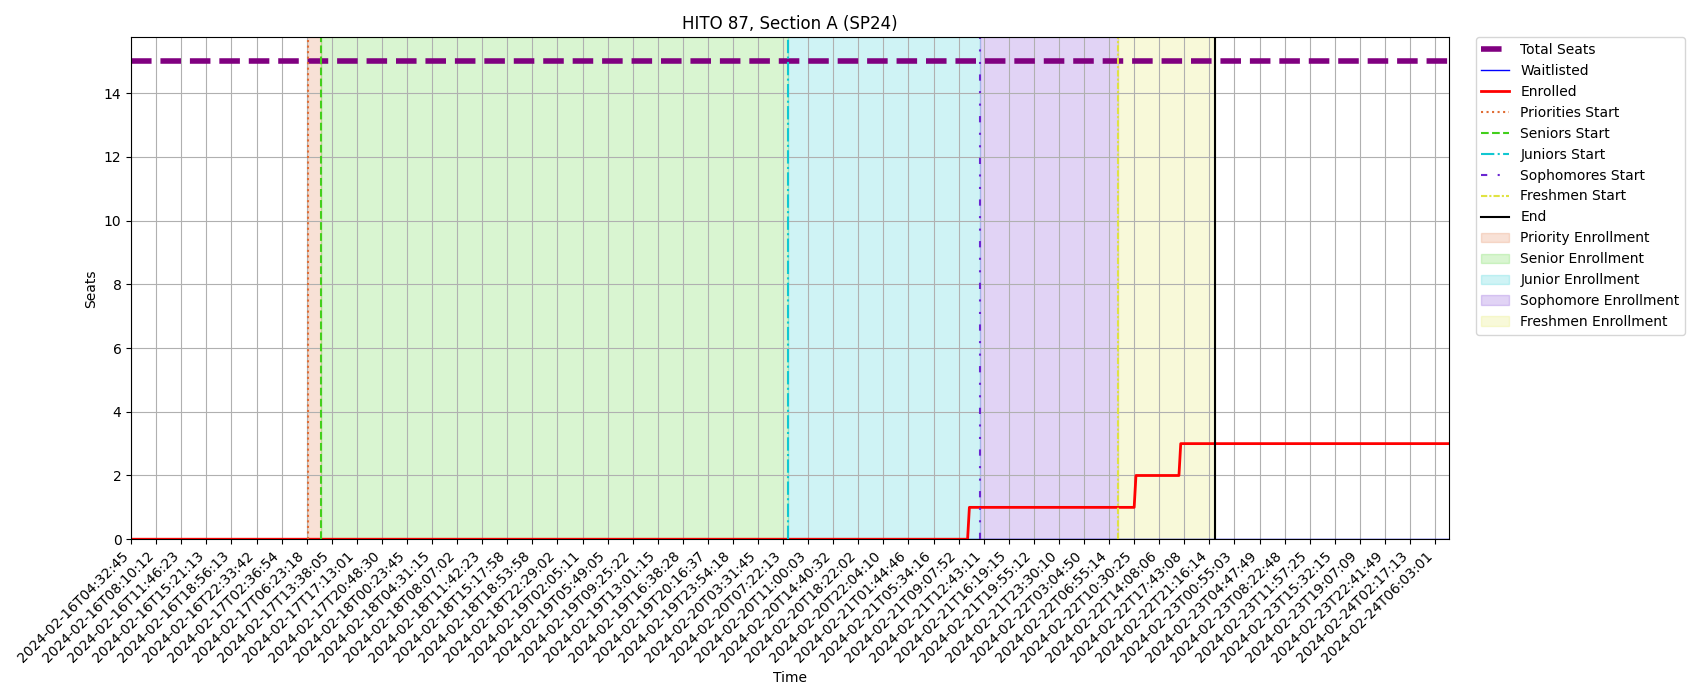 HITO 87, Section A (SP24)
Seats
14
12
10
8
6
4
2
0
2024-02-16T04:32:45
2024-02-16T08:10:12
2024-02-16T11:46:23
2024-02-16T15:21:13
2024-02-16T18:56:13
2024-02-16T22:33:42
2024-02-17T02:36:54
2024-02-17T06:23:18
2024-02-17T13:38:05
2024-02-17T17:13:01
2024-02-17T20:48:30
2024-02-18T00:23:45
2024-02-18T04:31:15
2024-02-18T08:07:02
2024-02-18T11:42:23
2024-02-18T15:17:58
2024-02-18T18:53:58
2024-02-18T22:29:02
2024-02-19T02:05:11
2024-02-19T05:49:05
2024-02-19T09:25:22
2024-02-19T13:01:15
2024-02-19T16:38:28
2024-02-19T20:16:37
2024-02-19T23:54:18
2024-02-20T03:31:45
2024-02-20T07:22:13
2024-02-20T11:00:03
2024-02-20T14:40:32
2024-02-20T18:22:02
2024-02-20T22:04:10
2024-02-21T01:44:46
2024-02-21T05:34:16
2024-02-21T09:07:52
2024-02-21T12:43:11
2024-02-21T16:19:15
2024-02-21T19:55:12
2024-02-21T23:30:10
2024-02-22T03:04:50
2024-02-22T06:55:14
2024-02-22T10:30:25
2024-02-22T14:08:06
2024-02-22T17:43:08
2024-02-22T21:16:14
2024-02-23T00:55:03
2024-02-23T04:47:49
2024-02-23T08:22:48
2024-02-23T11:57:25
2024-02-23T15:32:15
2024-02-23T19:07:09
2024-02-23T22:41:49
2024-02-24T02:17:13
2024-02-24T06:03:01
Time
Total Seats
Waitlisted
Enrolled
Priorities Start
Seniors Start
Juniors Start
Sophomores Start
Freshmen Start
End
Priority Enrollment
Senior Enrollment
Junior Enrollment
Sophomore Enrollment
Freshmen Enrollment